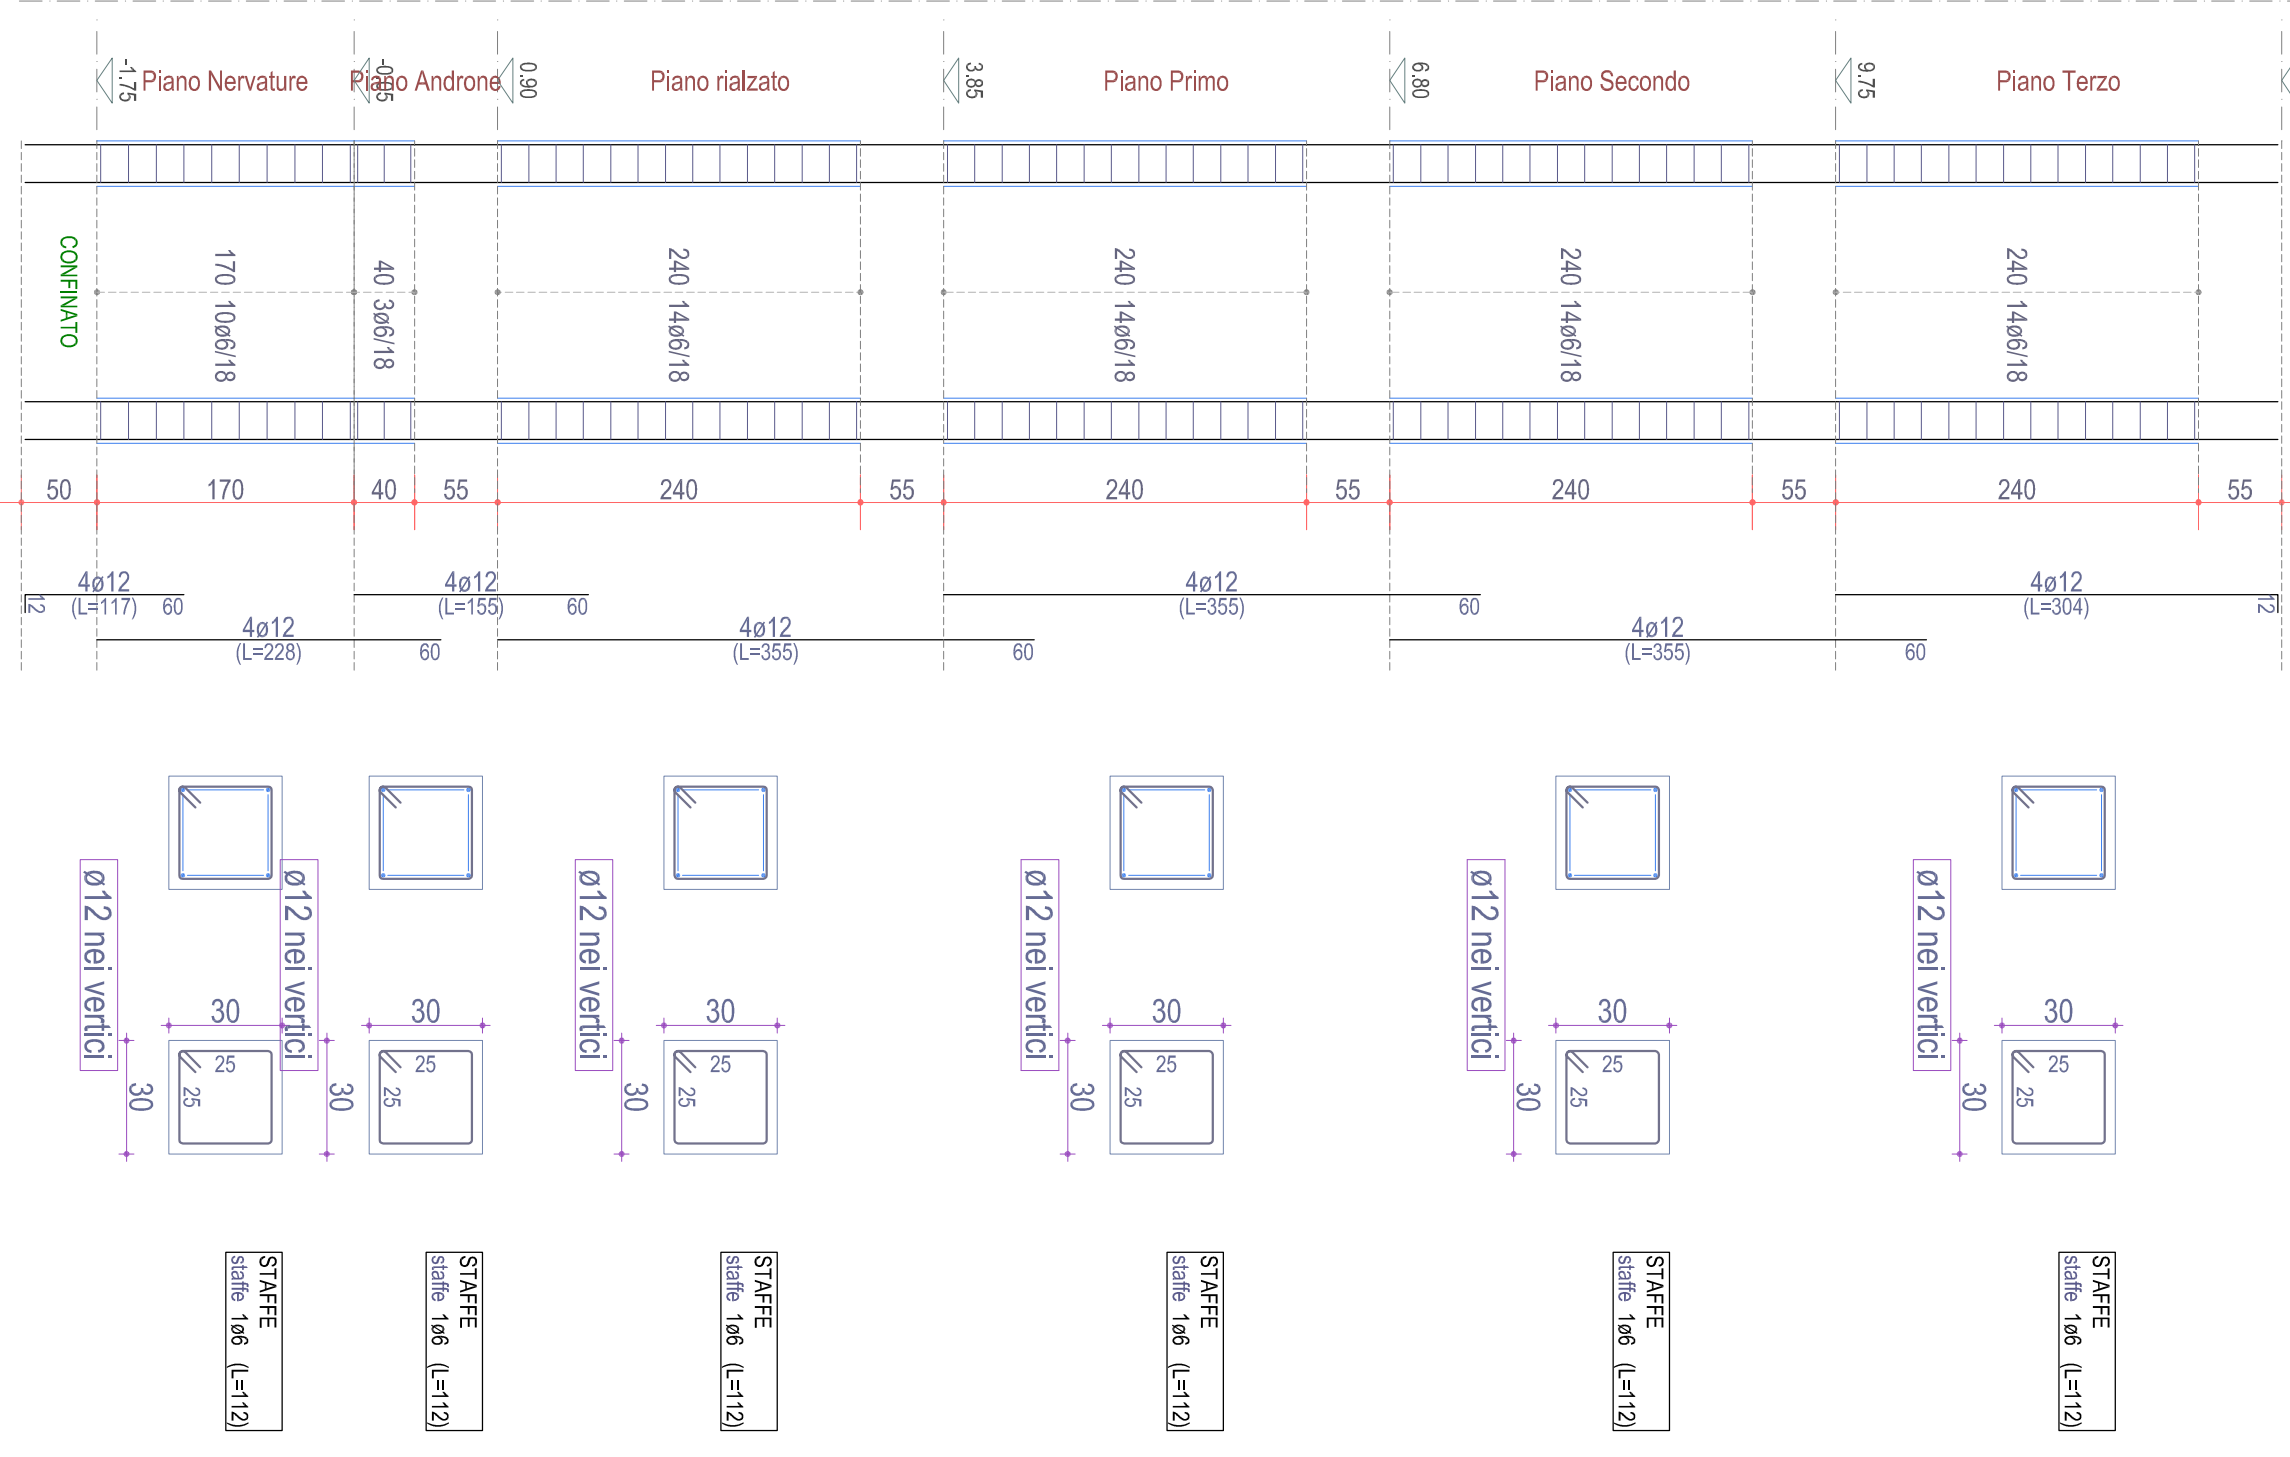 -1.75
Piano Nervature
Piano Androne
0.90
Piano rialzato
3.85
Piano Primo
6.80
Piano Secondo
9.75
Piano Terzo
CONFINATO
170 10ø6/18
40 3ø6/18
240 14ø6/18
240 14ø6/18
240 14ø6/18
240 14ø6/18
50
170
40
55
240
55
240
55
240
55
240
55
4ø12
(L=117)
60
12
4ø12
(L=155)
60
4ø12
(L=355)
60
4ø12
(L=304)
12
4ø12
(L=228)
60
4ø12
(L=355)
60
4ø12
(L=355)
60
ø12 nei vertici
ø12 nei vertici
ø12 nei vertici
ø12 nei vertici
ø12 nei vertici
ø12 nei vertici
30
30
25
25
30
30
25
25
30
30
25
25
30
30
25
25
30
30
25
25
30
30
25
25
STAFFE
staffe 1ø6 (L=112)
STAFFE
staffe 1ø6 (L=112)
STAFFE
staffe 1ø6 (L=112)
STAFFE
staffe 1ø6 (L=112)
STAFFE
staffe 1ø6 (L=112)
STAFFE
staffe 1ø6 (L=112)